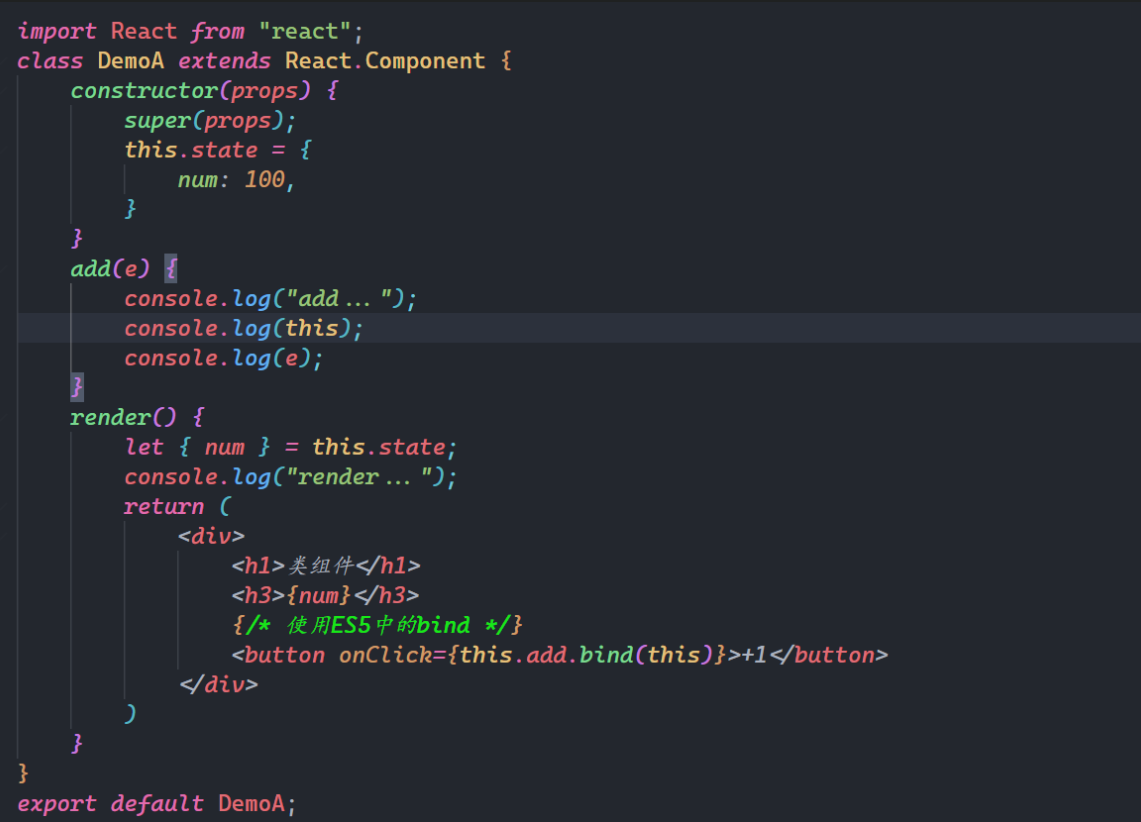 import React from "react";
class DemoA extends React.Component {
constructor(props) {
super(props);
this.state = {
num: 100,
}
}
add(e) {
console.log("add...");
console.log(this);
console.log(e);
}
render() {
let { num } = this.state;
console.log("render...");
return (
<div>
<h1>类组件</h1>
<h3>{num}</h3>
{/* 使用ES5中的bind */}
<button onClick={this.add.bind(this)}>+1</button>
</div>
)
}
}
export default DemoA;